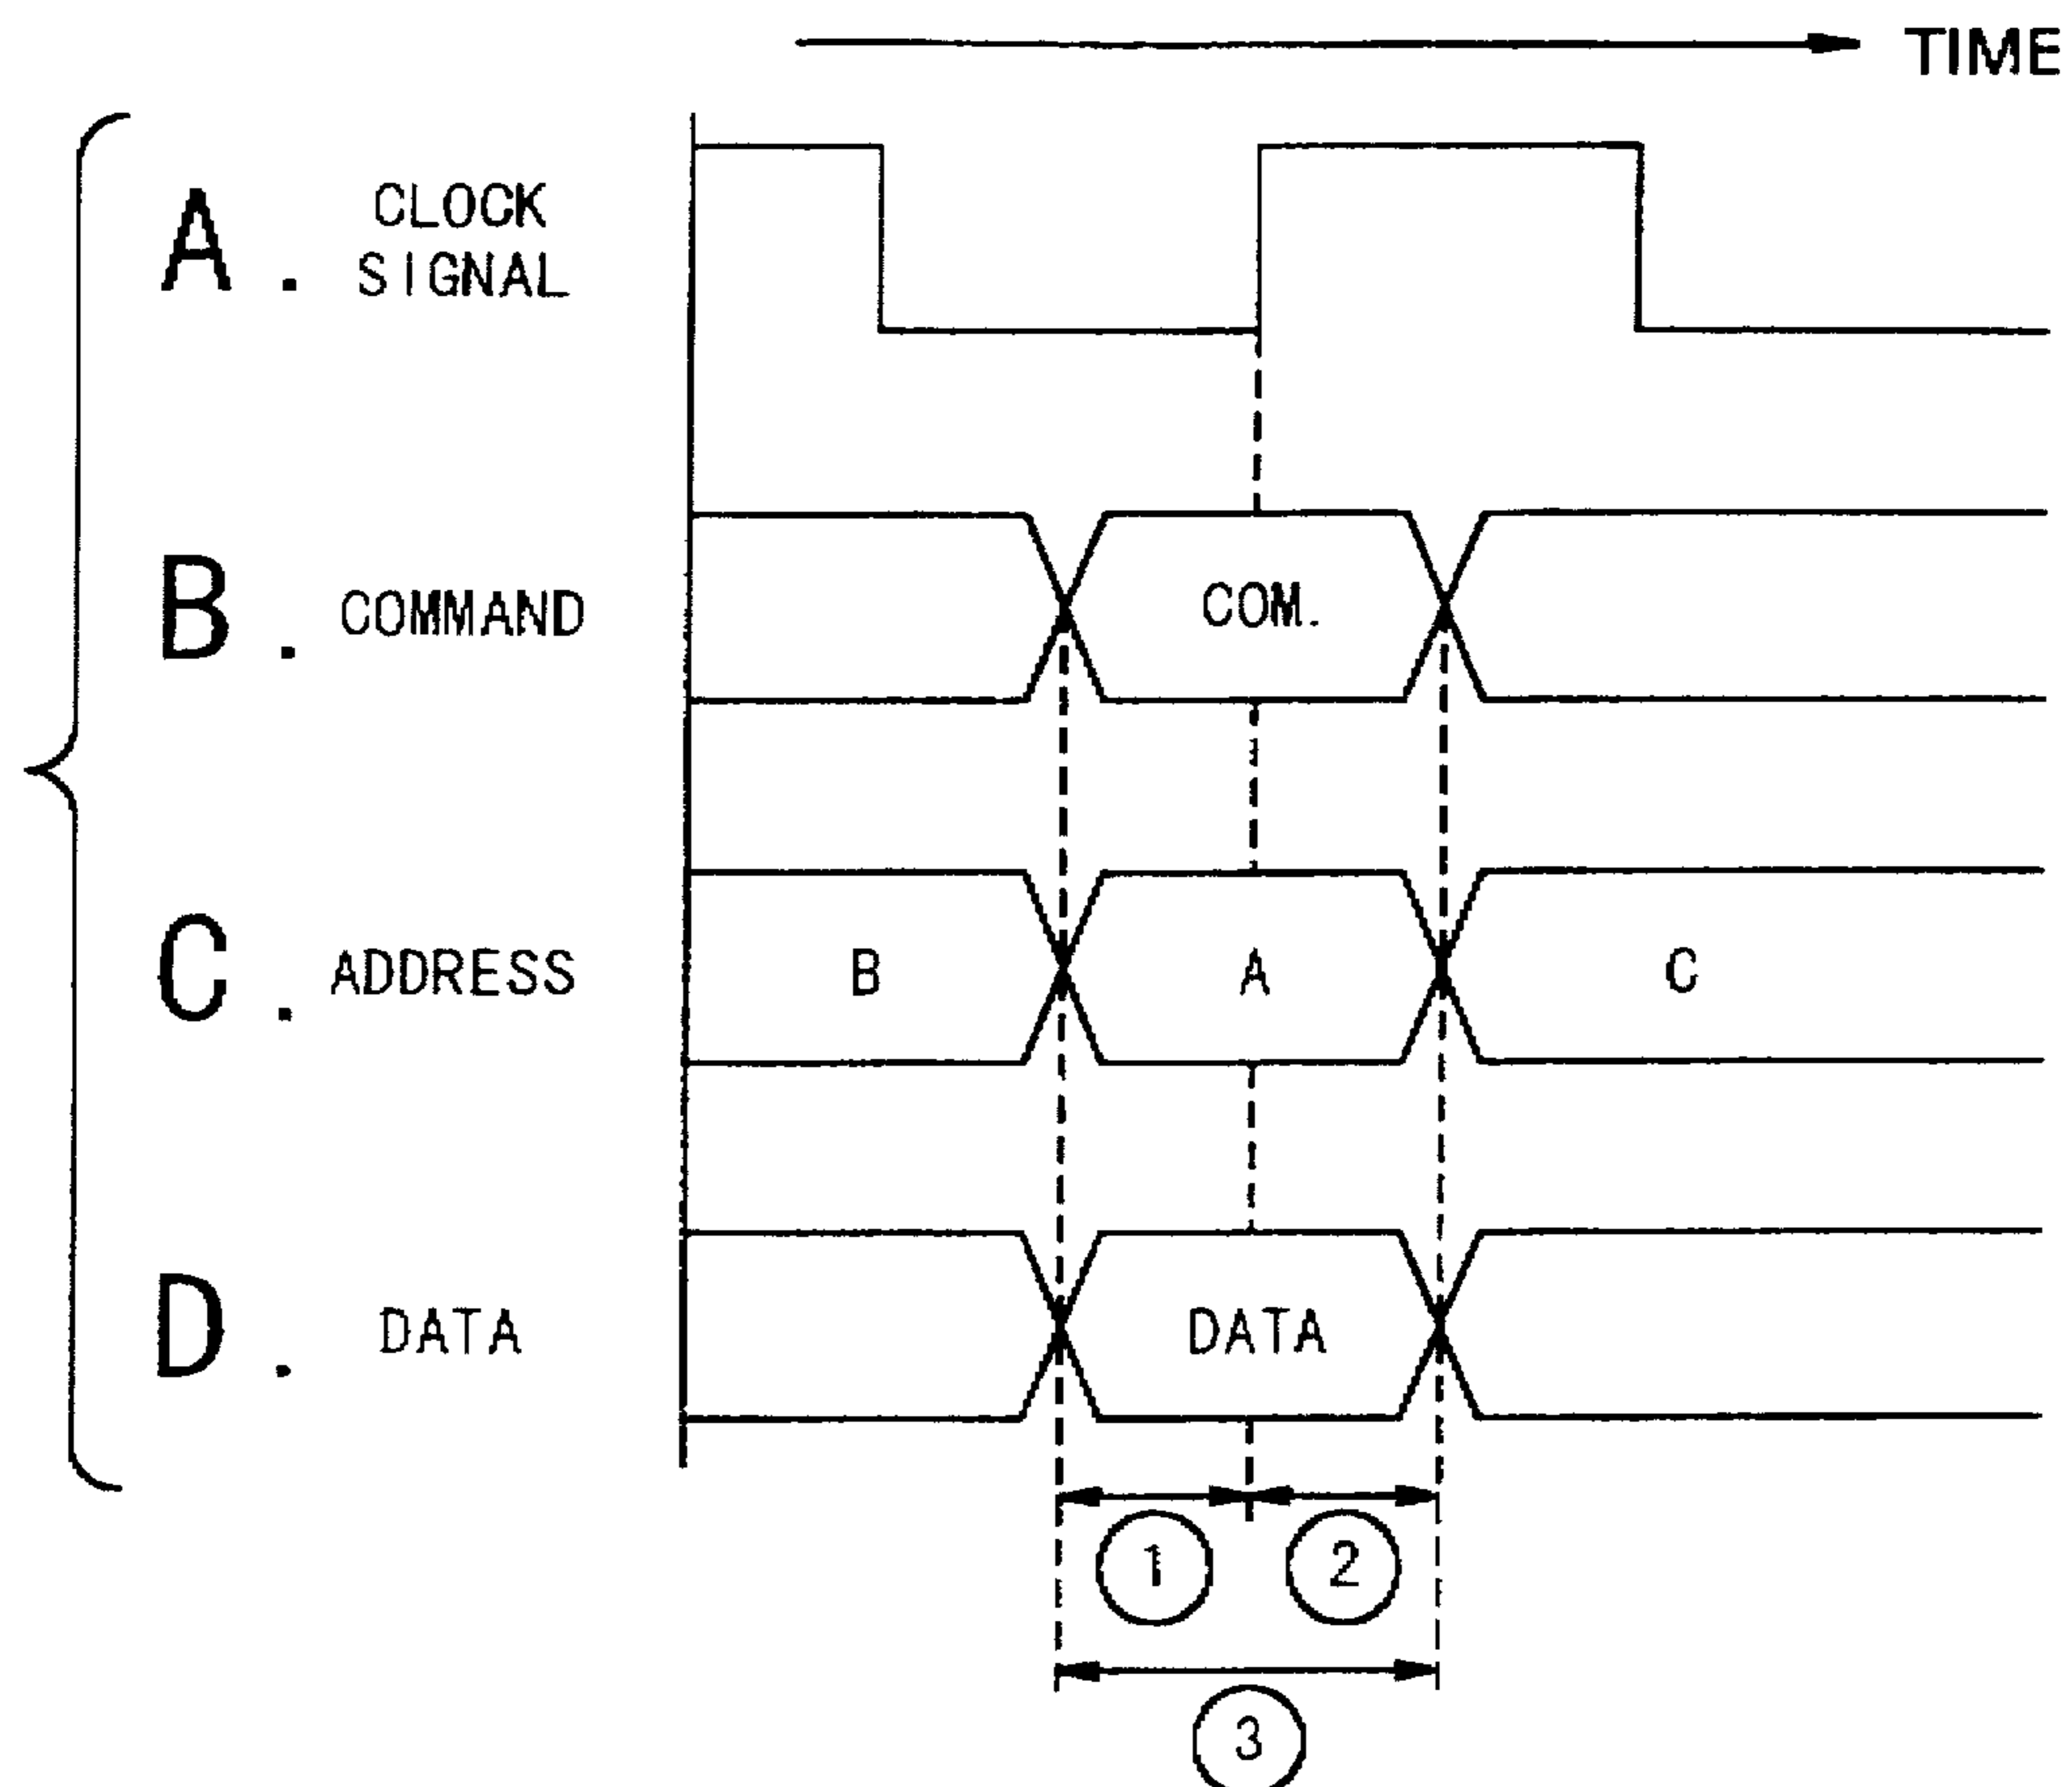 TIME
A. CLOCK SIGNAL
B. COMMAND
COM.
C. ADDRESS
B A C
D. DATA
DATA
① ②
③